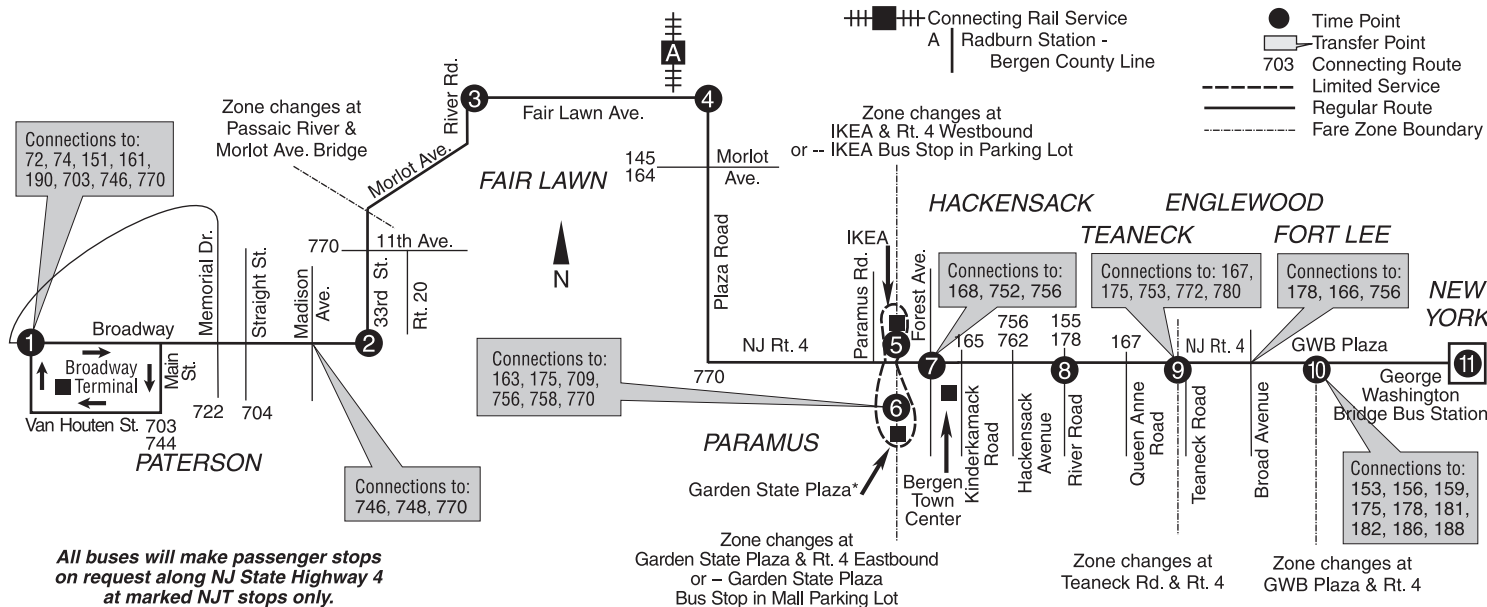 Connecting Rail Service
A Radburn Station -
Bergen County Line
Time Point
Transfer Point
703 Connecting Route
Limited Service
Regular Route
Fare Zone Boundary
Connections to:
72, 74, 151, 161,
190, 703, 746, 770
Zone changes at
Passaic River &
Morlot Ave. Bridge
River Rd.
3
A
Fair Lawn Ave.
4
Morlot Ave.
FAIR LAWN
N
145
164
Morlot
Ave.
Plaza Road
Zone changes at
IKEA & Rt. 4 Westbound
or -- IKEA Bus Stop in Parking Lot
1
Broadway
Broadway
Terminal
Van Houten St.
Main
St.
703
744
PATERSON
Memorial Dr.
722
Straight St.
704
Madison
Ave.
2
33rd St.
770
11th Ave.
Rt. 20
Connections to:
746, 748, 770
All buses will make passenger stops
on request along NJ State Highway 4
at marked NJT stops only.
Connections to:
163, 175, 709,
756, 758, 770
NJ Rt. 4
770
PARAMUS
Paramus Rd.
IKEA
5
6
Garden State Plaza*
Zone changes at
Garden State Plaza & Rt. 4 Eastbound
or – Garden State Plaza
Bus Stop in Mall Parking Lot
Forest Ave.
7
Bergen
Town
Center
HACKENSACK
Connections to:
168, 752, 756
165
Kinderkamack
Road
756
762
Hackensack
Avenue
155
178
8
River Road
TEANECK
Connections to: 167,
175, 753, 772, 780
167
Queen Anne
Road
9
Teaneck Road
Zone changes at
Teaneck Rd. & Rt. 4
ENGLEWOOD
FORT LEE
Connections to:
178, 166, 756
NJ Rt. 4
Broad Avenue
GWB Plaza
10
Zone changes at
GWB Plaza & Rt. 4
Connections to:
153, 156, 159,
175, 178, 181,
182, 186, 188
NEW
YORK
11
George
Washington
Bridge Bus Station